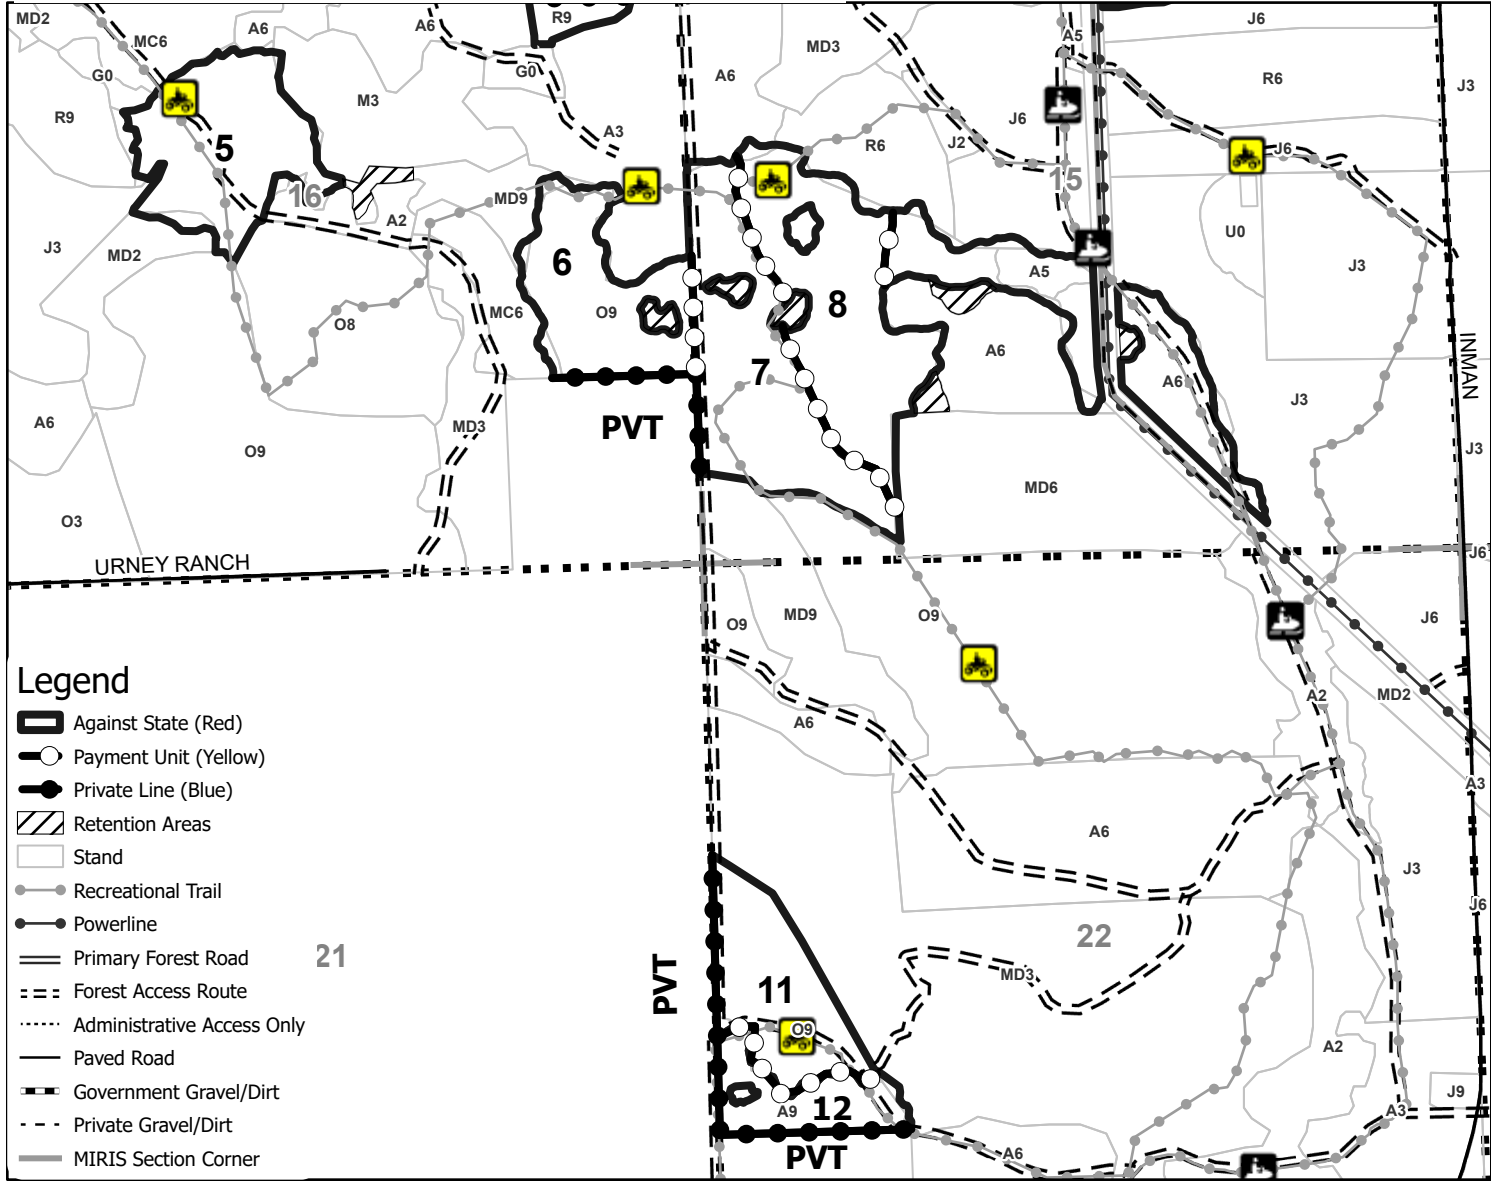 MD2
MC6
A6
A6
R9
MD3
A5
J6
G0
G0
A6
R6
J3
M3
R9
J6
A3
J2
R6
J6
5
16
MD9
15
A2
U0
J3
MD2
6
A5
J3
MC6
O9
8
O8
A6
INMAN
7
A6
J3
A6
MD3
PVT
O9
J3
MD6
O3
URNEY RANCH
J6
O9
MD9
O9
J6
Legend
A2
MD2
Against State (Red)
A6
Payment Unit (Yellow)
Private Line (Blue)
A3
Retention Areas
A6
Stand
J3
Recreational Trail
J6
Powerline
22
Primary Forest Road
21
MD3
PVT
11
Forest Access Route
Administrative Access Only
O9
A2
Paved Road
Government Gravel/Dirt
J9
A9
12
A3
Private Gravel/Dirt
A6
PVT
MIRIS Section Corner